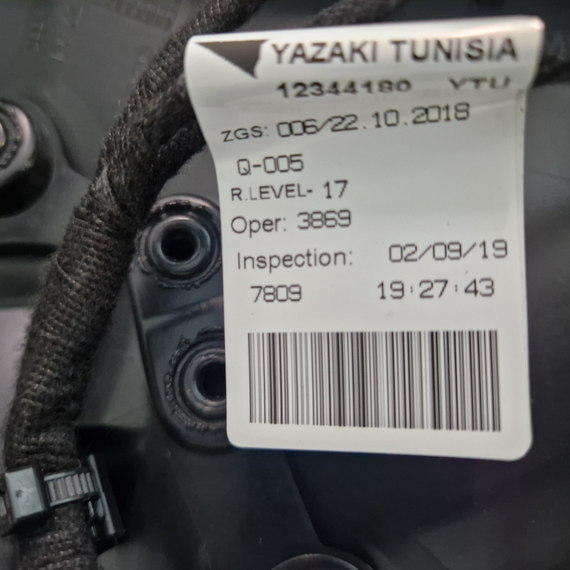 YAZAKI TUNISIA
12344180 YTU
ZGS: 006/22.10.2018
Q-005
R.LEVEL- 17
Oper: 3869
Inspection: 02/09/19
7809 19:27:43